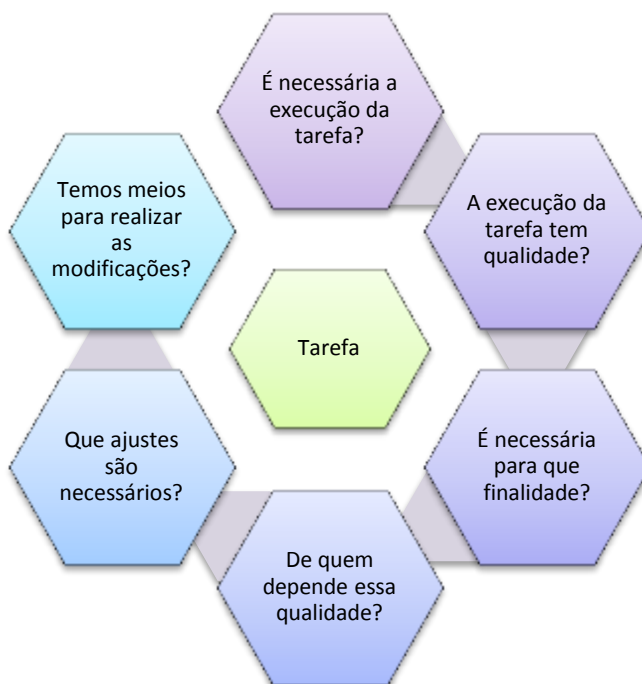 É necessária a
execução da
tarefa?
A execução da
tarefa tem
qualidade?
É necessária
para que
finalidade?
De quem
depende essa
qualidade?
Que ajustes
são
necessários?
Temos meios
para realizar
as
modificações?
Tarefa